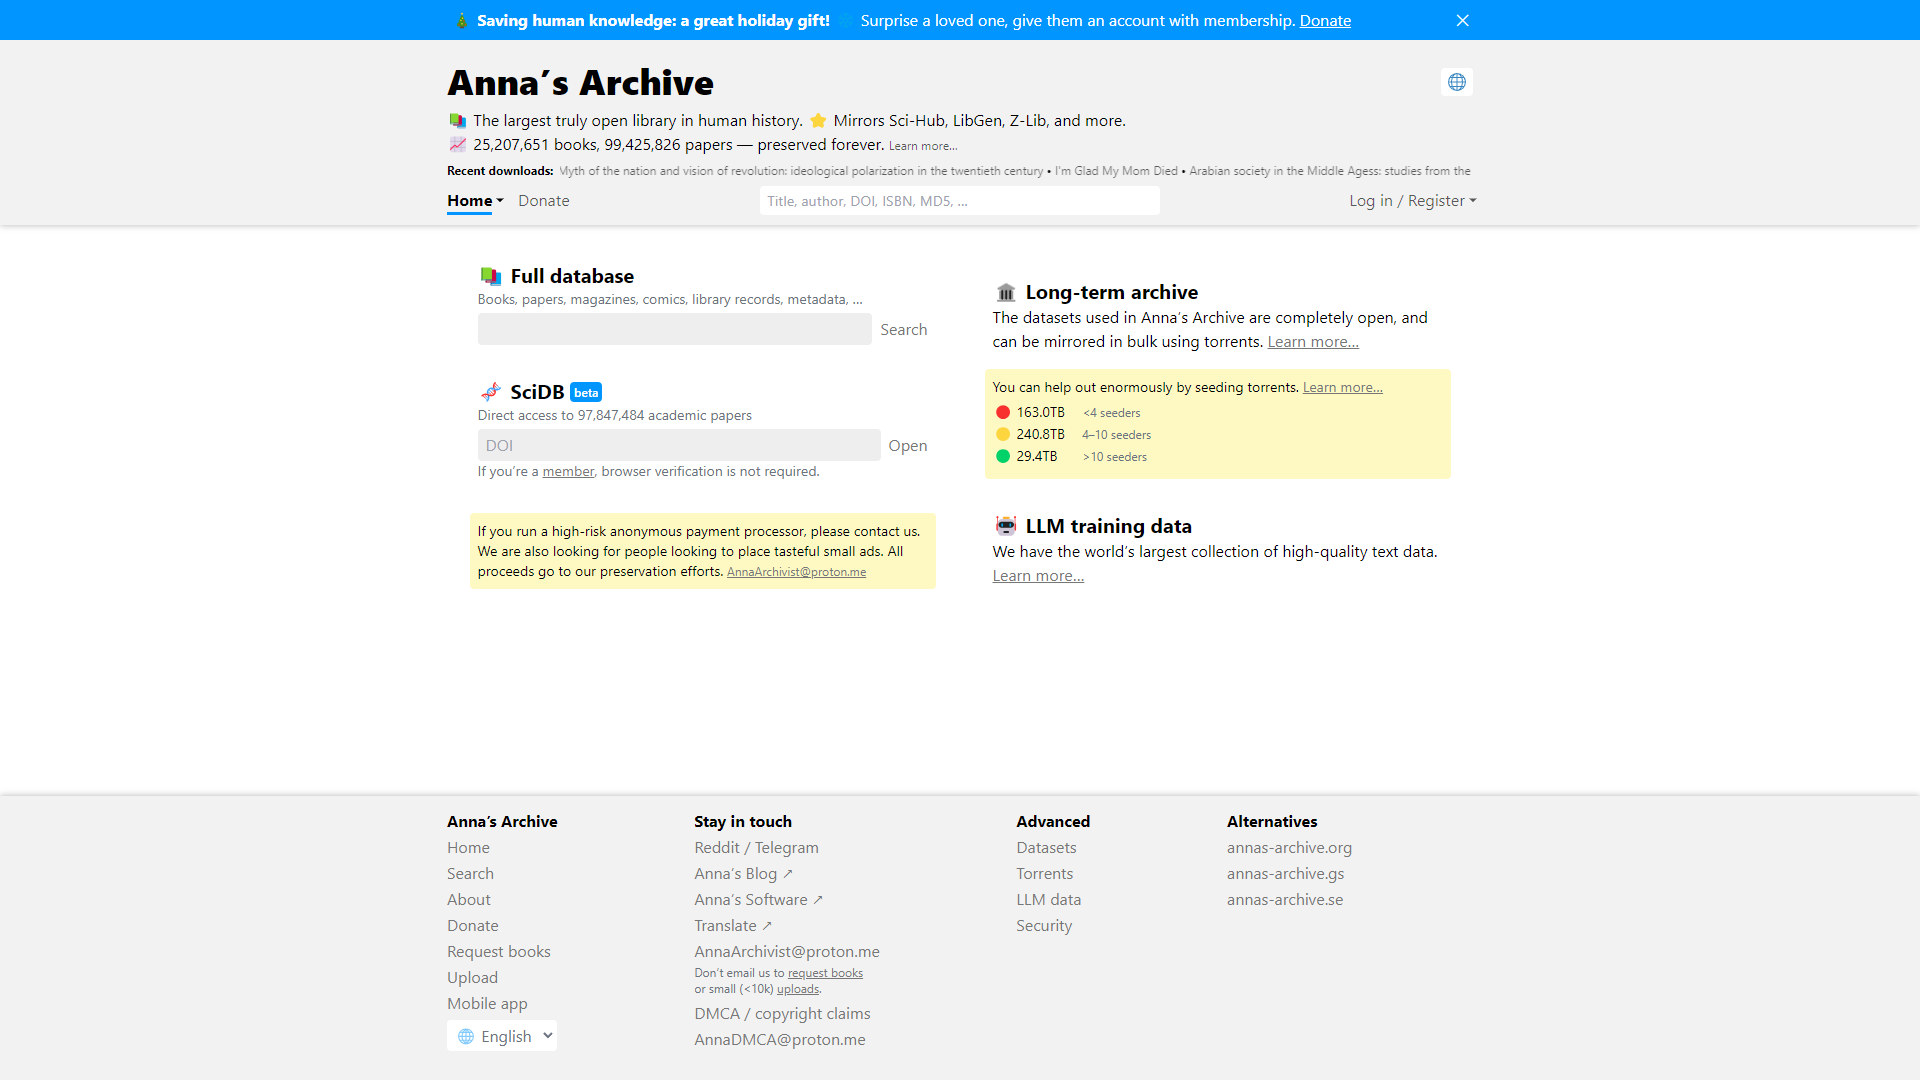 Saving human knowledge: a great holiday gift! Surprise a loved one, give them an account with membership. Donate ×
Anna’s Archive
The largest truly open library in human history. Mirrors Sci-Hub, LibGen, Z-Lib, and more.
25,207,651 books, 99,425,826 papers — preserved forever. Learn more…
Recent downloads: Myth of the nation and vision of revolution: ideological polarization in the twentieth century • I'm Glad My Mom Died • Arabian society in the Middle Agess: studies from the
Home Donate Title, author, DOI, ISBN, MD5, … Log in / Register
Full database
Books, papers, magazines, comics, library records, metadata, …
Search
SciDB beta
Direct access to 97,847,484 academic papers
DOI Open
If you’re a member, browser verification is not required.
If you run a high-risk anonymous payment processor, please contact us.
We are also looking for people looking to place tasteful small ads. All
proceeds go to our preservation efforts. AnnaArchivist@proton.me
Long-term archive
The datasets used in Anna’s Archive are completely open, and
can be mirrored in bulk using torrents. Learn more…
You can help out enormously by seeding torrents. Learn more…
163.0TB <4 seeders
240.8TB 4–10 seeders
29.4TB >10 seeders
LLM training data
We have the world’s largest collection of high-quality text data.
Learn more…
Anna’s Archive
Home
Search
About
Donate
Request books
Upload
Mobile app
English
Stay in touch
Reddit / Telegram
Anna’s Blog ↗
Anna’s Software ↗
Translate ↗
AnnaArchivist@proton.me
Don’t email us to request books
or small (<10k) uploads.
DMCA / copyright claims
AnnaDMCA@proton.me
Advanced
Datasets
Torrents
LLM data
Security
Alternatives
annas-archive.org
annas-archive.gs
annas-archive.se